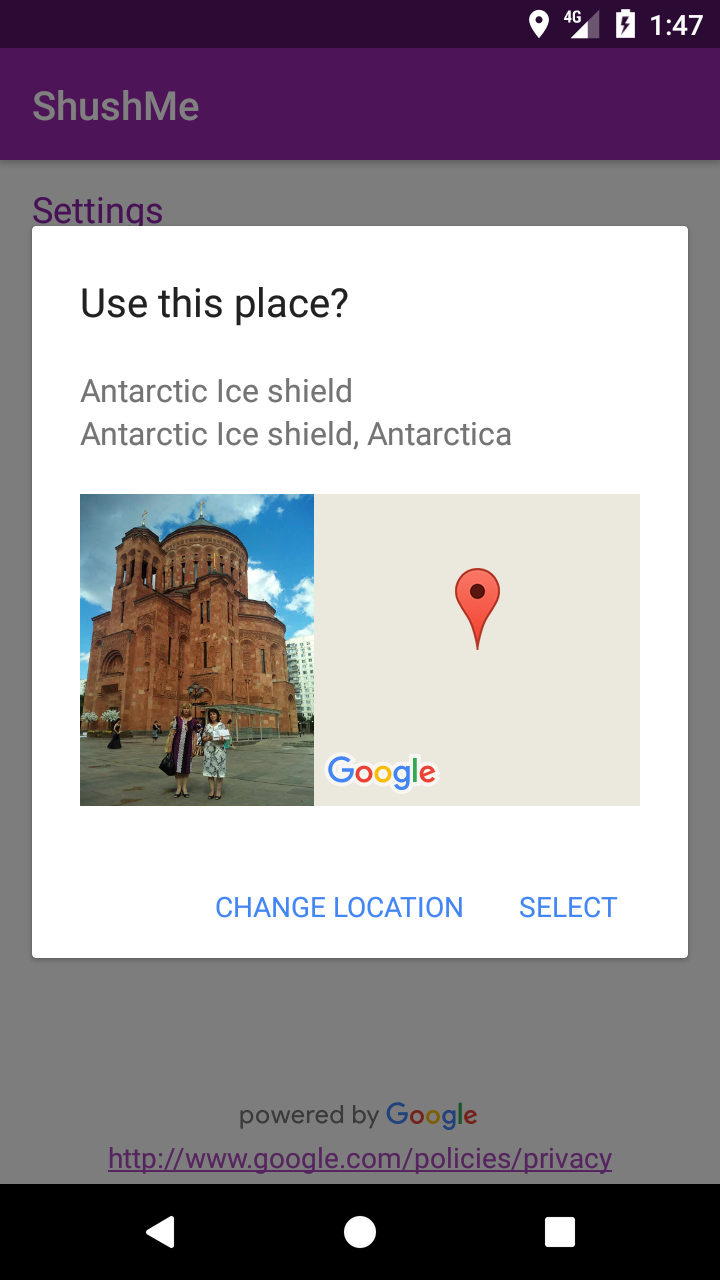 4G 1:47
ShushMe
Settings
Use this place?
Antarctic Ice shield
Antarctic Ice shield, Antarctica
Google
CHANGE LOCATION SELECT
powered by Google
http://www.google.com/policies/privacy